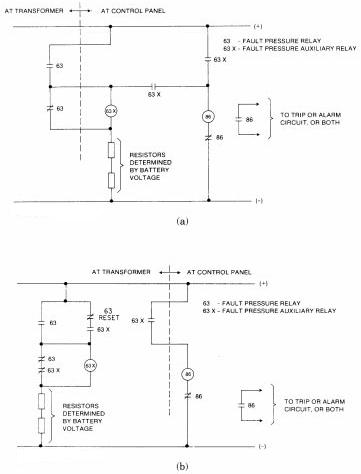 AT TRANSFORMER AT CONTROL PANEL
(+)
63 - FAULT PRESSURE RELAY
63 X - FAULT PRESSURE AUXILIARY RELAY
63
63 X
63 X
63
63 X
86
86
86
TO TRIP OR ALARM
CIRCUIT, OR BOTH
RESISTORS
DETERMINED
BY BATTERY
VOLTAGE
(-)
(a)
AT TRANSFORMER AT CONTROL PANEL
(+)
63 - FAULT PRESSURE RELAY
63 X - FAULT PRESSURE AUXILIARY RELAY
63
63
RESET
63 X
63 X
63
63 X
63 X
86
86
86
TO TRIP OR ALARM
CIRCUIT, OR BOTH
RESISTORS
DETERMINED
BY BATTERY
VOLTAGE
(-)
(b)